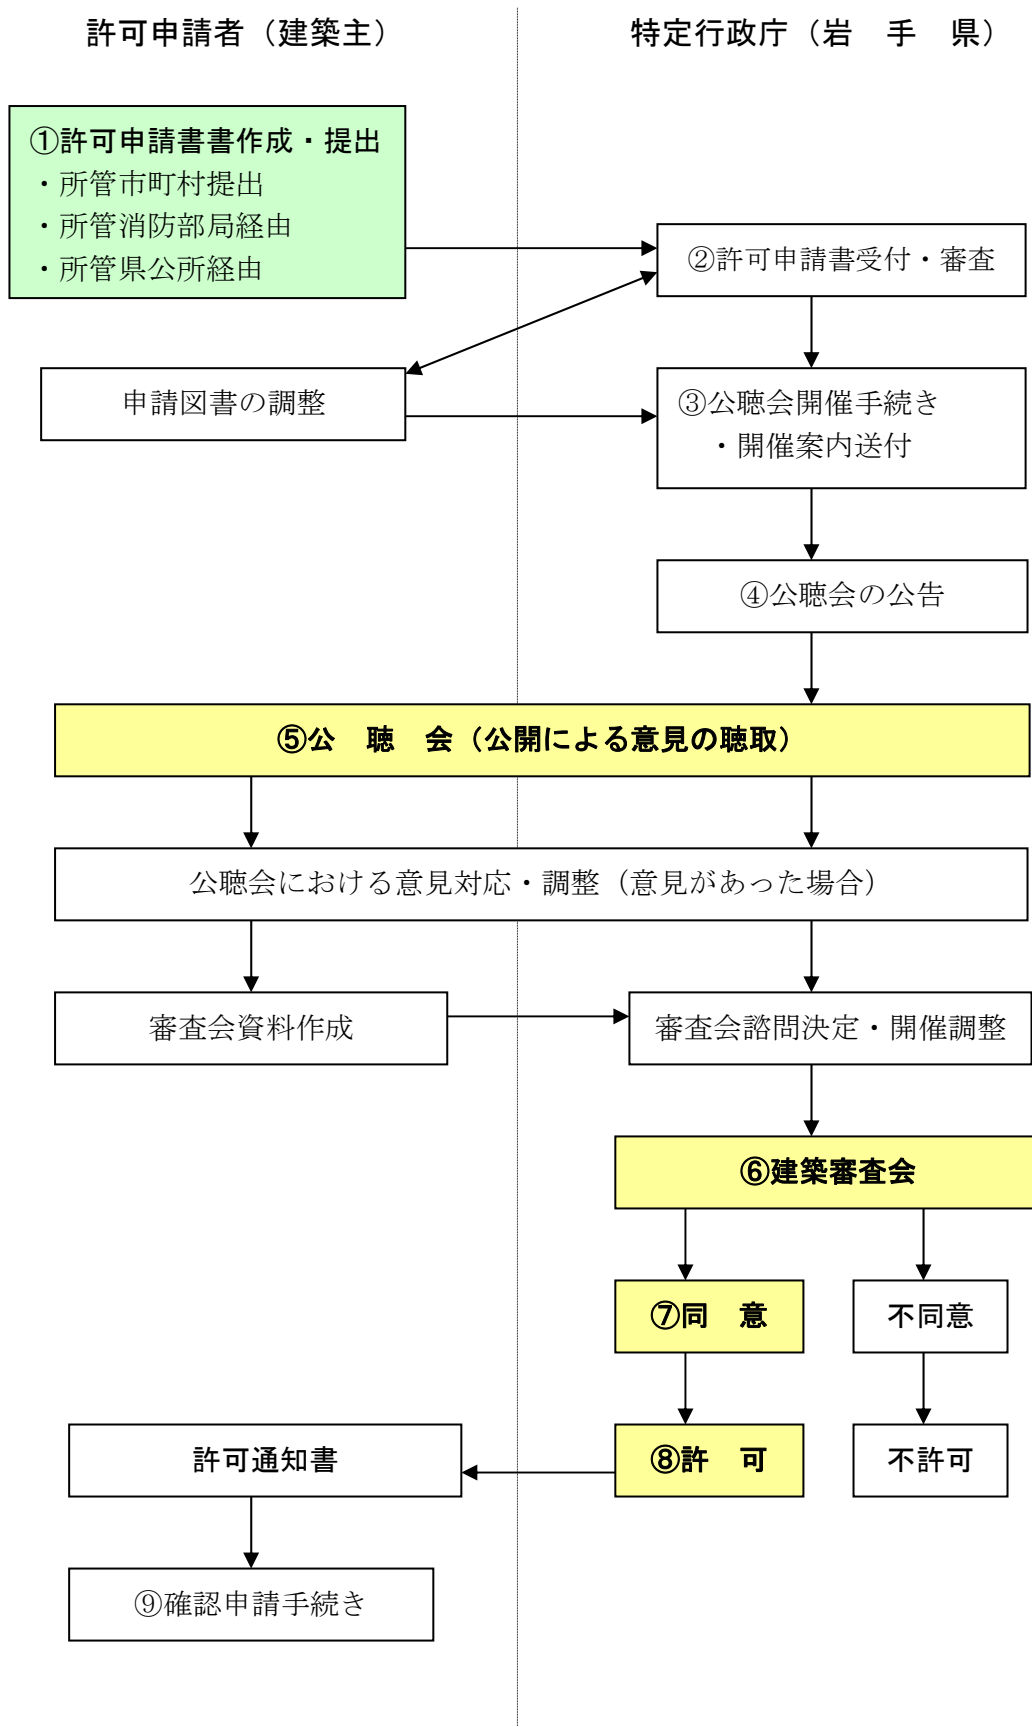 許可申請者（建築主）
特定行政庁（岩　手　県）
①許可申請書書作成・提出
・所管市町村提出
・所管消防部局経由
・所管県公所経由
②許可申請書受付・審査
申請図書の調整
③公聴会開催手続き
・開催案内送付
④公聴会の公告
⑤公　聴　会（公開による意見の聴取）
公聴会における意見対応・調整（意見があった場合）
審査会資料作成
審査会諮問決定・開催調整
⑥建築審査会
⑦同　意
不同意
許可通知書
⑧許　可
不許可
⑨確認申請手続き